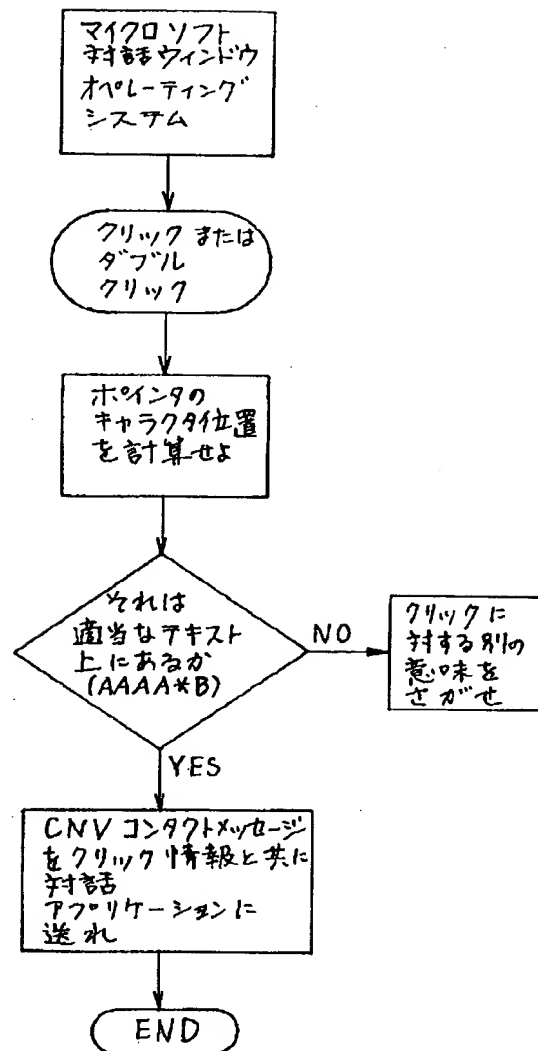 マイクロソフト
対話ウィンドウ
オペレーティング
システム
クリックまたは
ダブル
クリック
ポインタの
キャラクタ位置
を計算せよ
それは
適当なテキスト
上にあるか
(AAAA*B)
NO
クリックに
対する別の
意味を
さがせ
YES
CNVコンタクトメッセージ
をクリック情報と共に
対話
アプリケーションに
送れ
END